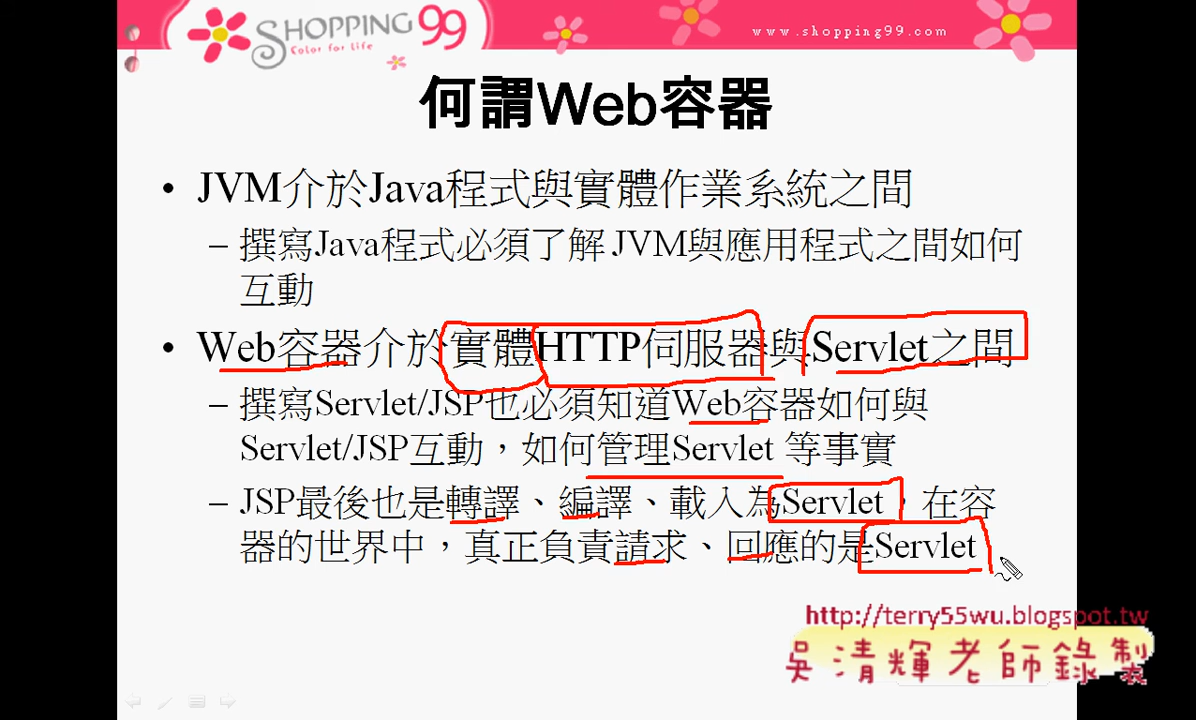 SHOPPING 99
Color for Life
www.shopping99.com
何謂Web容器
• JVM介於Java程式與實體作業系統之間
– 撰寫Java程式必須了解JVM與應用程式之間如何
互動
• Web容器介於實體HTTP伺服器與Servlet之間
– 撰寫Servlet/JSP也必須知道Web容器如何與
Servlet/JSP互動，如何管理Servlet 等事實
– JSP最後也是轉譯、編譯、載入為Servlet，在容
器的世界中，真正負責請求、回應的是Servlet
http://terry55wu.blogspot.tw
吳清輝老師錄製